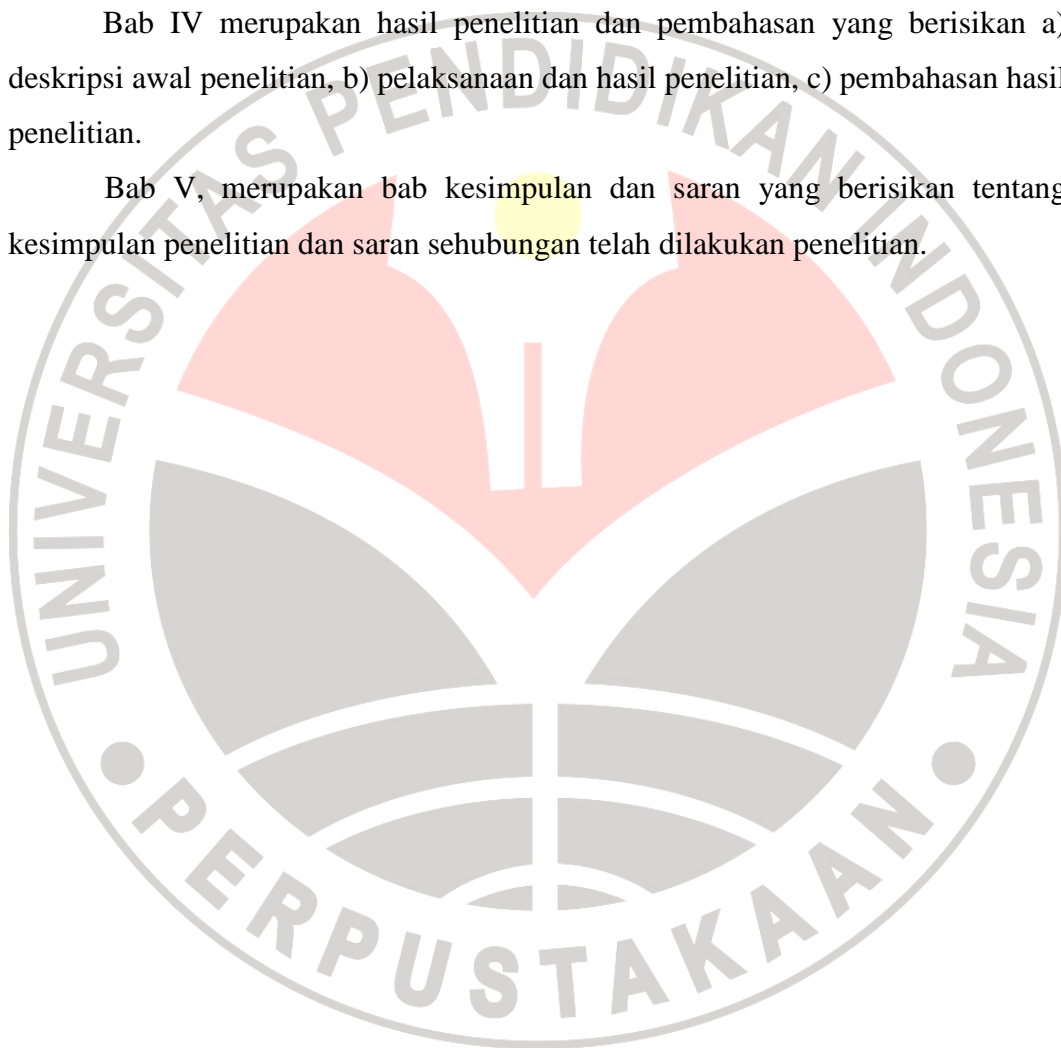 Bab IV merupakan hasil penelitian dan pembahasan yang berisikan a)
deskripsi awal penelitian, b) pelaksanaan dan hasil penelitian, c) pembahasan hasil
penelitian.
Bab V, merupakan bab kesimpulan dan saran yang berisikan tentang
kesimpulan penelitian dan saran sehubungan telah dilakukan penelitian.
UNIVERSITAS PENDIDIKAN INDONESIA
PERPUSTAKAAN